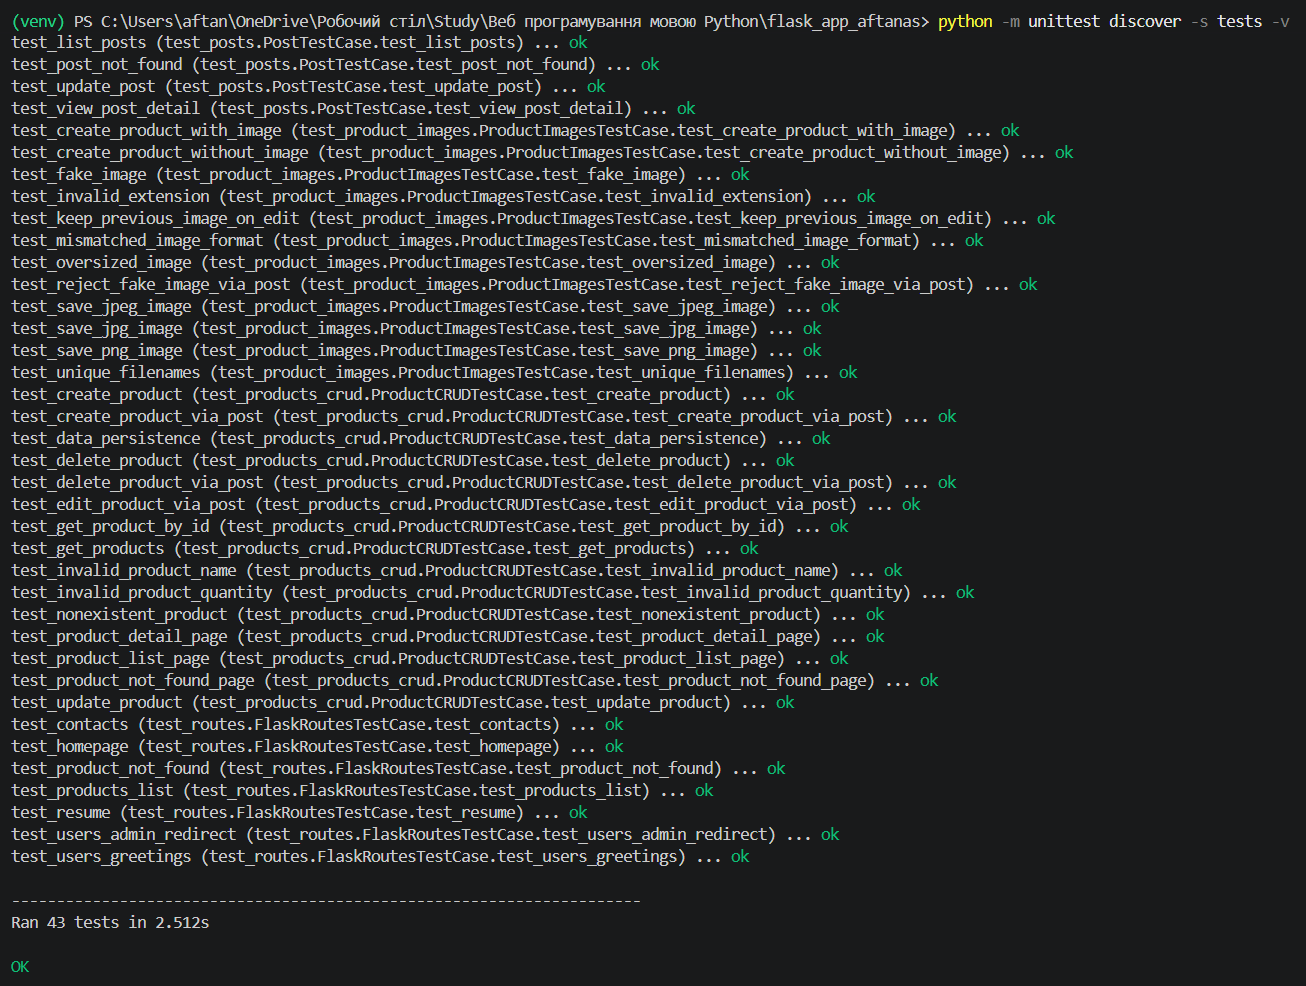 (venv) PS C:\Users\aftan\OneDrive\Робочий стіл\Study\Веб програмування мовою Python\flask_app_aftanas> python -m unittest discover -s tests -v
test_list_posts (test_posts.PostTestCase.test_list_posts) ... ok
test_post_not_found (test_posts.PostTestCase.test_post_not_found) ... ok
test_update_post (test_posts.PostTestCase.test_update_post) ... ok
test_view_post_detail (test_posts.PostTestCase.test_view_post_detail) ... ok
test_create_product_with_image (test_product_images.ProductImagesTestCase.test_create_product_with_image) ... ok
test_create_product_without_image (test_product_images.ProductImagesTestCase.test_create_product_without_image) ... ok
test_fake_image (test_product_images.ProductImagesTestCase.test_fake_image) ... ok
test_invalid_extension (test_product_images.ProductImagesTestCase.test_invalid_extension) ... ok
test_keep_previous_image_on_edit (test_product_images.ProductImagesTestCase.test_keep_previous_image_on_edit) ... ok
test_mismatched_image_format (test_product_images.ProductImagesTestCase.test_mismatched_image_format) ... ok
test_oversized_image (test_product_images.ProductImagesTestCase.test_oversized_image) ... ok
test_reject_fake_image_via_post (test_product_images.ProductImagesTestCase.test_reject_fake_image_via_post) ... ok
test_save_jpeg_image (test_product_images.ProductImagesTestCase.test_save_jpeg_image) ... ok
test_save_jpg_image (test_product_images.ProductImagesTestCase.test_save_jpg_image) ... ok
test_save_png_image (test_product_images.ProductImagesTestCase.test_save_png_image) ... ok
test_unique_filenames (test_product_images.ProductImagesTestCase.test_unique_filenames) ... ok
test_create_product (test_products_crud.ProductCRUDTestCase.test_create_product) ... ok
test_create_product_via_post (test_products_crud.ProductCRUDTestCase.test_create_product_via_post) ... ok
test_data_persistence (test_products_crud.ProductCRUDTestCase.test_data_persistence) ... ok
test_delete_product (test_products_crud.ProductCRUDTestCase.test_delete_product) ... ok
test_delete_product_via_post (test_products_crud.ProductCRUDTestCase.test_delete_product_via_post) ... ok
test_edit_product_via_post (test_products_crud.ProductCRUDTestCase.test_edit_product_via_post) ... ok
test_get_product_by_id (test_products_crud.ProductCRUDTestCase.test_get_product_by_id) ... ok
test_get_products (test_products_crud.ProductCRUDTestCase.test_get_products) ... ok
test_invalid_product_name (test_products_crud.ProductCRUDTestCase.test_invalid_product_name) ... ok
test_invalid_product_quantity (test_products_crud.ProductCRUDTestCase.test_invalid_product_quantity) ... ok
test_nonexistent_product (test_products_crud.ProductCRUDTestCase.test_nonexistent_product) ... ok
test_product_detail_page (test_products_crud.ProductCRUDTestCase.test_product_detail_page) ... ok
test_product_list_page (test_products_crud.ProductCRUDTestCase.test_product_list_page) ... ok
test_product_not_found_page (test_products_crud.ProductCRUDTestCase.test_product_not_found_page) ... ok
test_update_product (test_products_crud.ProductCRUDTestCase.test_update_product) ... ok
test_contacts (test_routes.FlaskRoutesTestCase.test_contacts) ... ok
test_homepage (test_routes.FlaskRoutesTestCase.test_homepage) ... ok
test_product_not_found (test_routes.FlaskRoutesTestCase.test_product_not_found) ... ok
test_products_list (test_routes.FlaskRoutesTestCase.test_products_list) ... ok
test_resume (test_routes.FlaskRoutesTestCase.test_resume) ... ok
test_users_admin_redirect (test_routes.FlaskRoutesTestCase.test_users_admin_redirect) ... ok
test_users_greetings (test_routes.FlaskRoutesTestCase.test_users_greetings) ... ok
----------------------------------------------------------------------
Ran 43 tests in 2.512s
OK